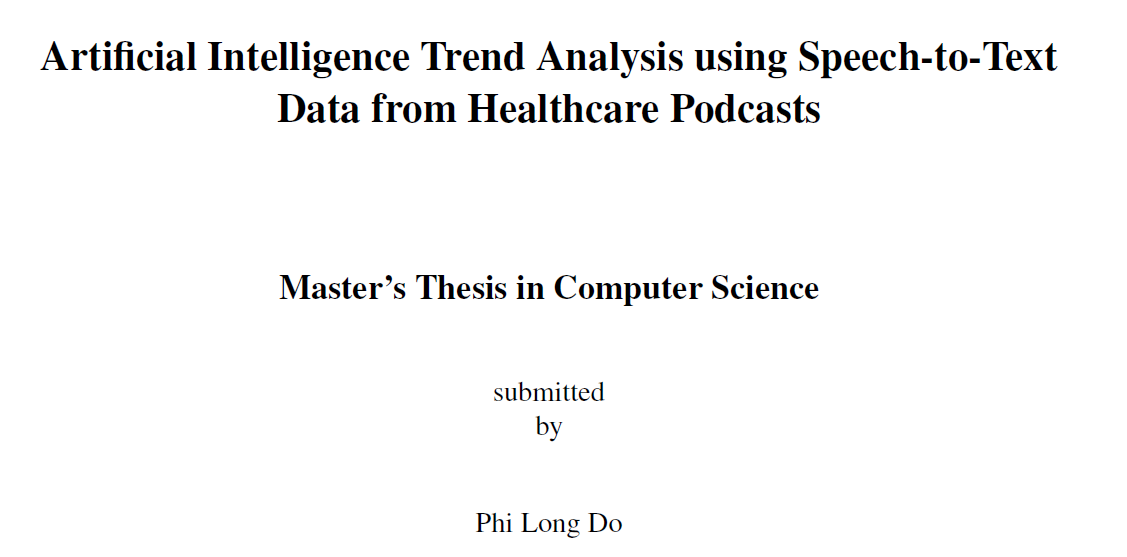 Artificial Intelligence Trend Analysis using Speech-to-Text
Data from Healthcare Podcasts
Master’s Thesis in Computer Science
submitted
by
Phi Long Do